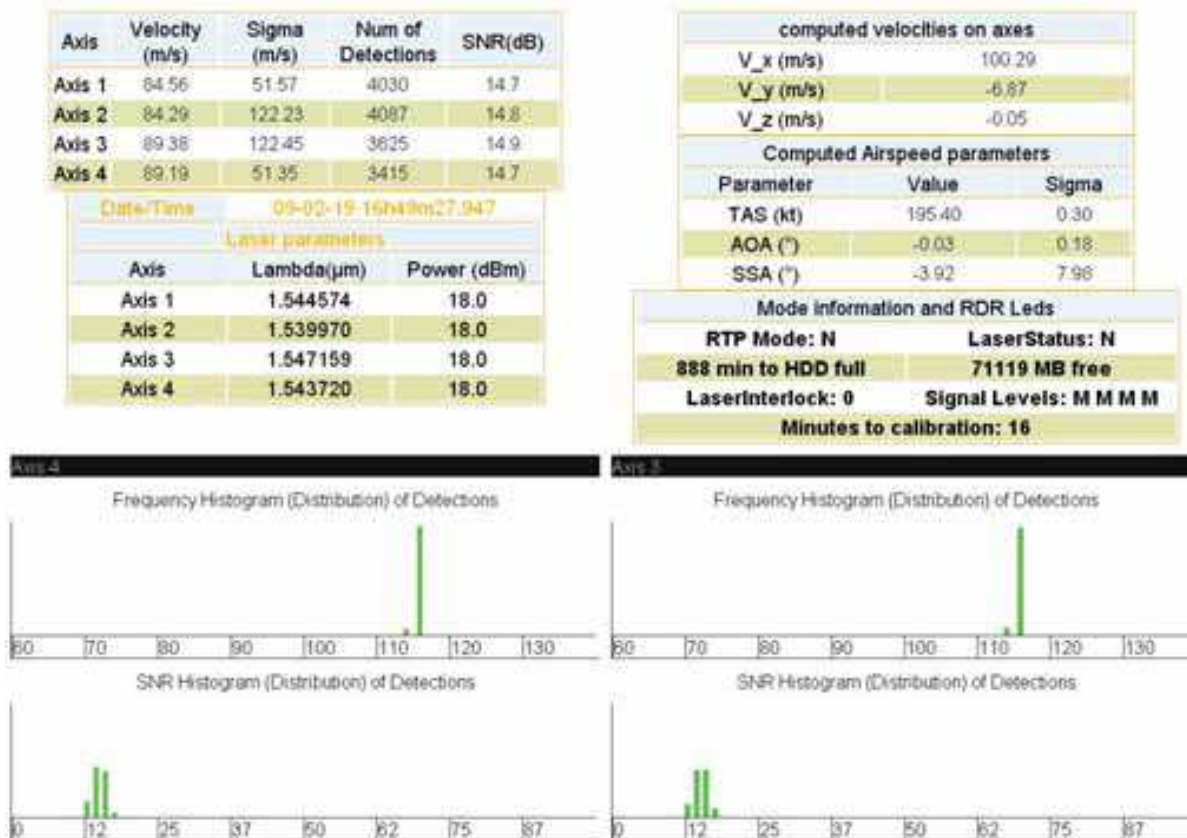 Axis Velocity (m/s) Sigma (m/s) Num of Detections SNR(dB)
Axis 1 84.56 51.57 4030 14.7
Axis 2 84.29 122.23 4087 14.8
Axis 3 89.38 122.45 3625 14.9
Axis 4 89.19 51.35 3415 14.7
Date/Time 09-02-19 16h49m27.947
Laser parameters
Axis Lambda(µm) Power (dBm)
Axis 1 1.544574 18.0
Axis 2 1.539970 18.0
Axis 3 1.547159 18.0
Axis 4 1.543720 18.0
computed velocities on axes
V_x (m/s) 100.29
V_y (m/s) -6.87
V_z (m/s) -0.05
Computed Airspeed parameters
Parameter Value Sigma
TAS (kt) 195.40 0.30
AOA (°) -0.03 0.18
SSA (°) -3.92 7.98
Mode information and RDR Leds
RTP Mode: N LaserStatus: N
888 min to HDD full 71119 MB free
LaserInterlock: 0 Signal Levels: M M M M
Minutes to calibration: 16
Axis 4
Frequency Histogram (Distribution) of Detections
60 70 80 90 100 110 120 130
SNR Histogram (Distribution) of Detections
0 12 25 37 50 62 75 87
Axis 3
Frequency Histogram (Distribution) of Detections
60 70 80 90 100 110 120 130
SNR Histogram (Distribution) of Detections
0 12 25 37 50 62 75 87